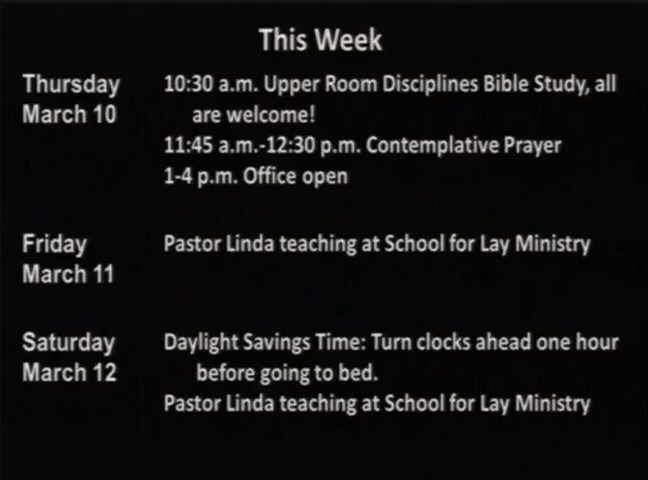 This Week
Thursday 10:30 a.m. Upper Room Disciplines Bible Study, all
March 10 are welcome!
11:45 a.m.-12:30 p.m. Contemplative Prayer
1-4 p.m. Office open
Friday Pastor Linda teaching at School for Lay Ministry
March 11
Saturday Daylight Savings Time: Turn clocks ahead one hour
March 12 before going to bed.
Pastor Linda teaching at School for Lay Ministry